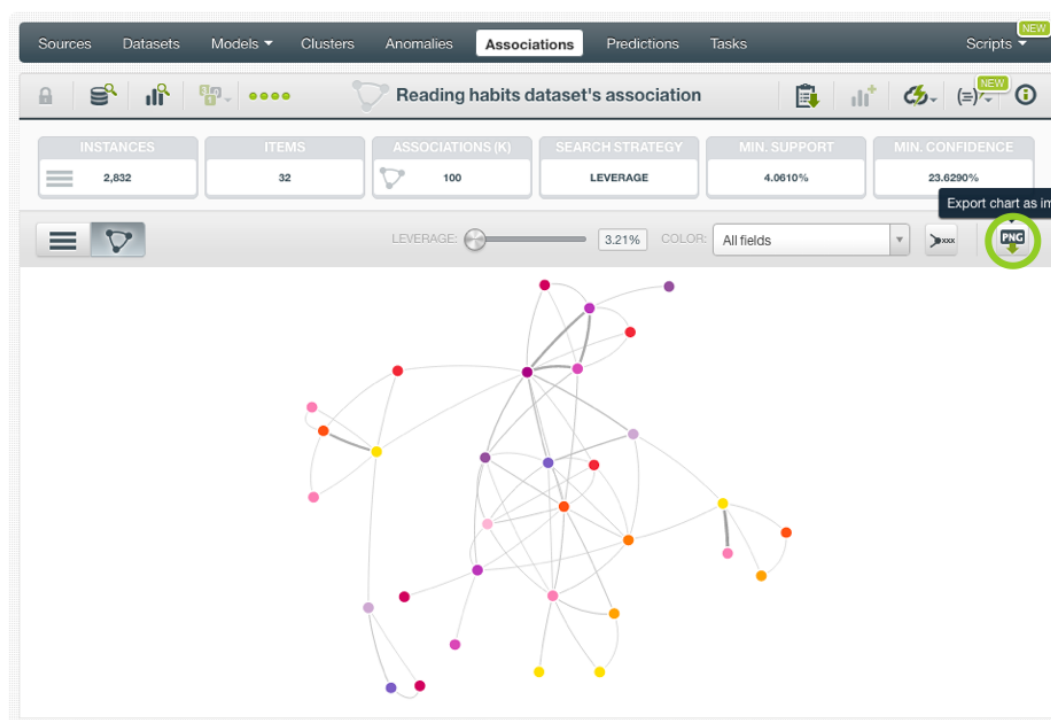 NEW
Sources Datasets Models Clusters Anomalies Associations Predictions Tasks Scripts
NEW
Reading habits dataset's association
INSTANCES ITEMS ASSOCIATIONS (K) SEARCH STRATEGY MIN. SUPPORT MIN. CONFIDENCE
2,832 32 100 LEVERAGE 4.0610% 23.6290%
Export chart as im
LEVERAGE: 3.21% COLOR: All fields xxx PNG